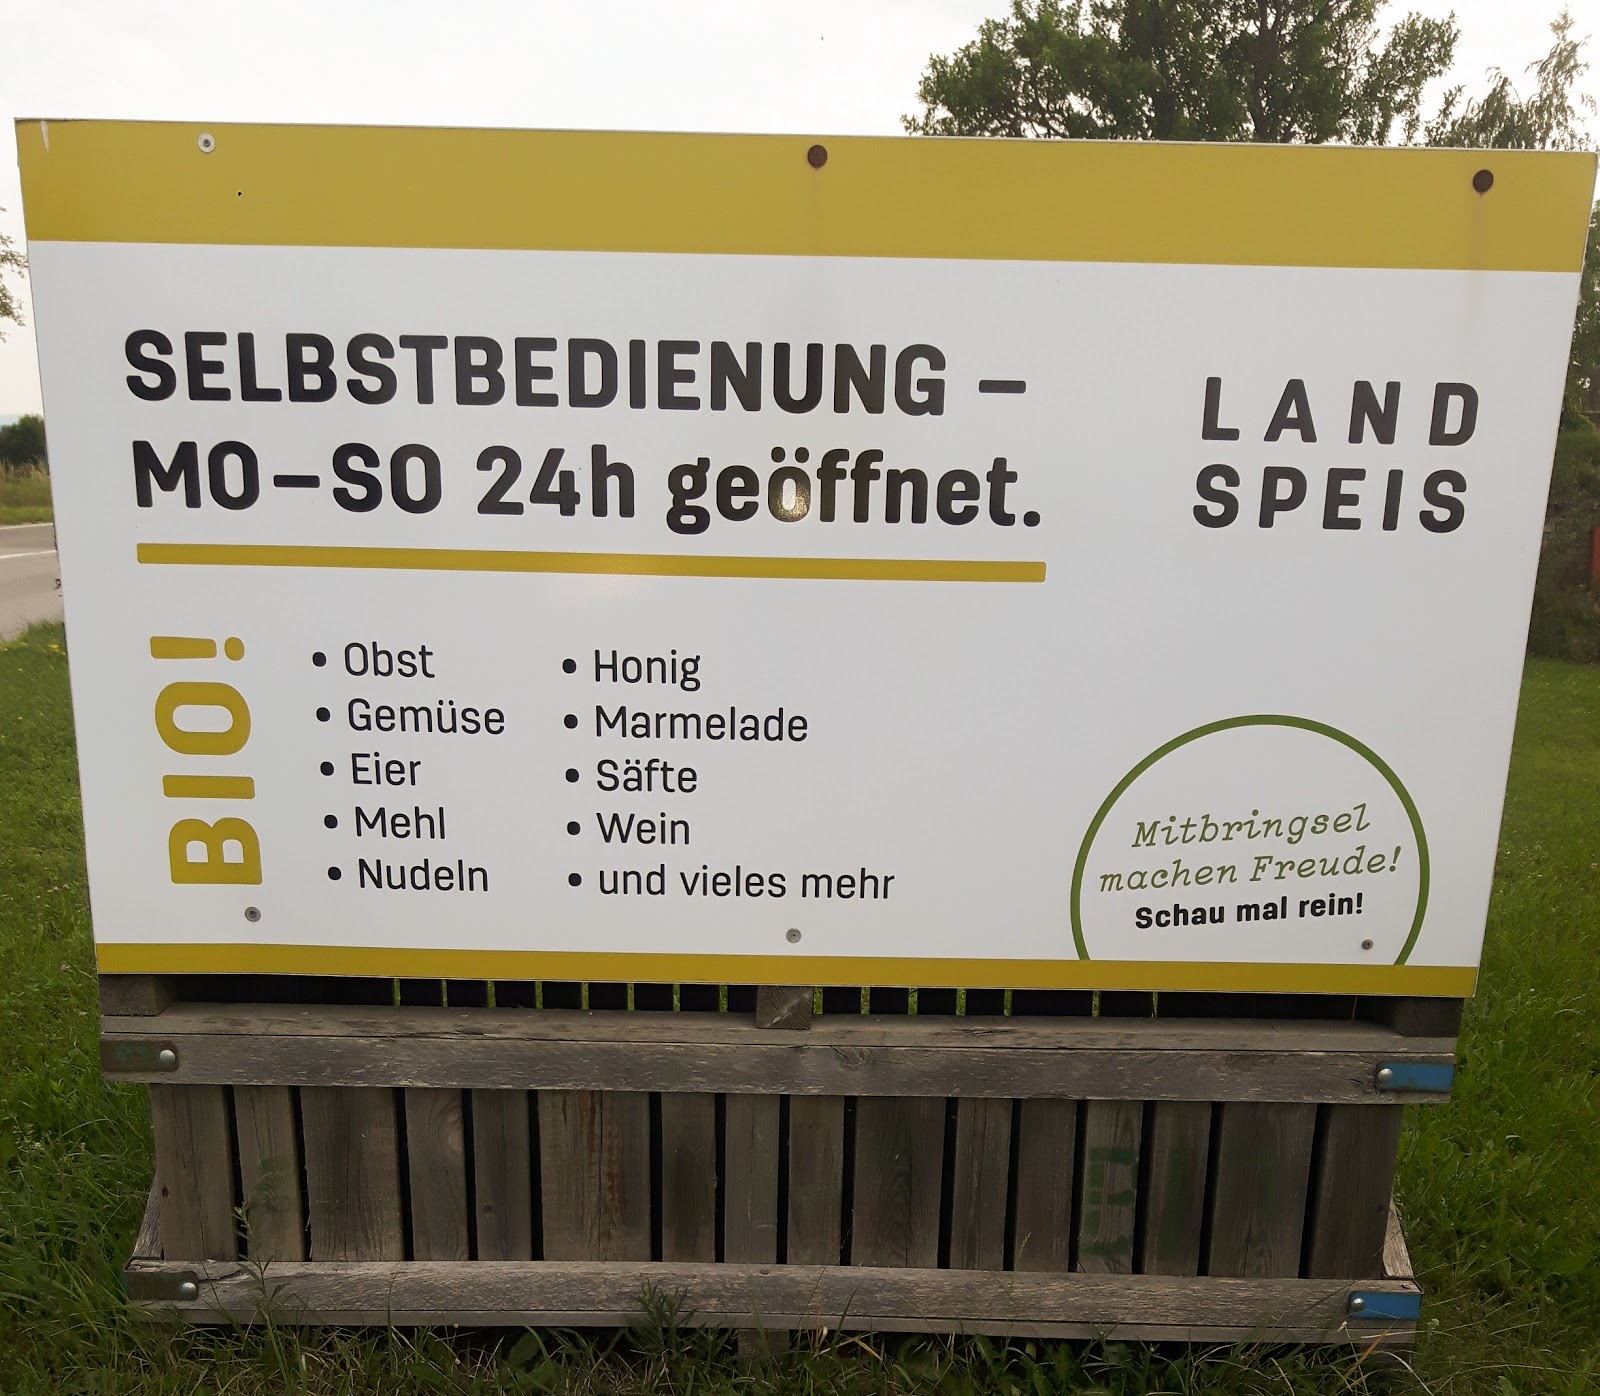 SELBSTBEDIENUNG –
MO–SO 24h geöffnet.
LAND
SPEIS
BIO!
• Obst
• Gemüse
• Eier
• Mehl
• Nudeln
• Honig
• Marmelade
• Säfte
• Wein
• und vieles mehr
Mitbringsel
machen Freude!
Schau mal rein!